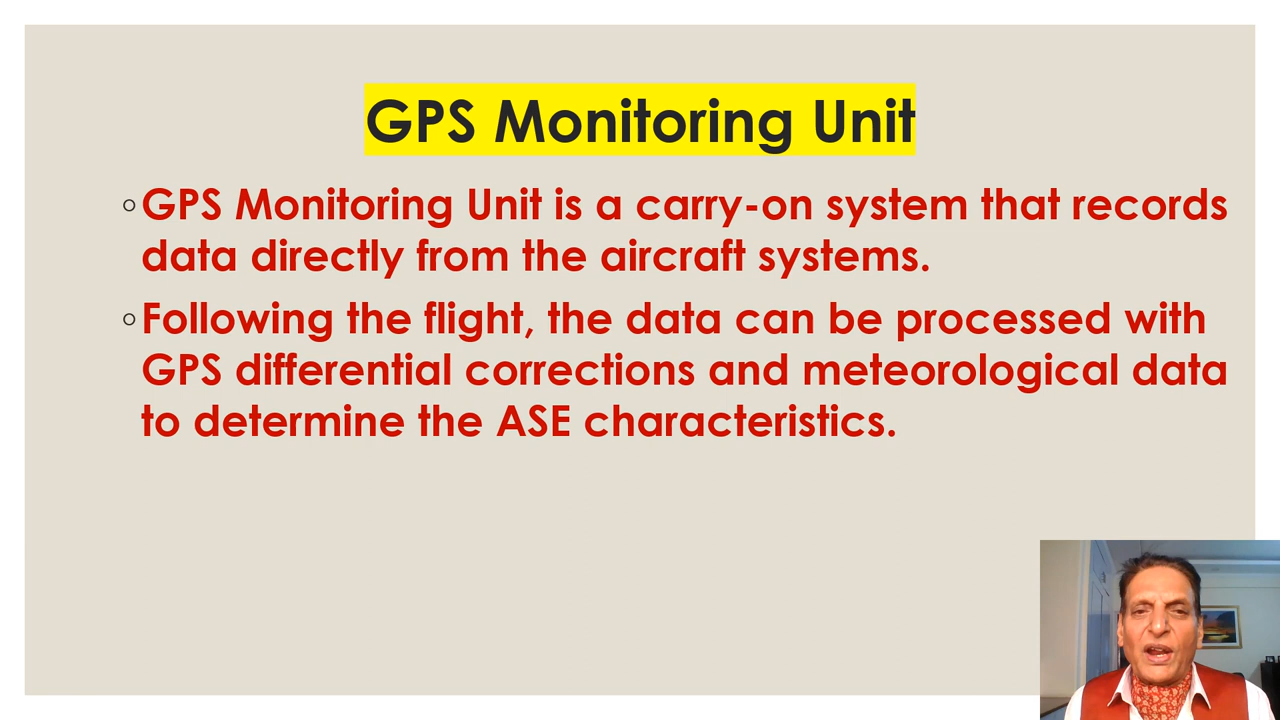 GPS Monitoring Unit
◦GPS Monitoring Unit is a carry-on system that records
data directly from the aircraft systems.
◦Following the flight, the data can be processed with
GPS differential corrections and meteorological data
to determine the ASE characteristics.